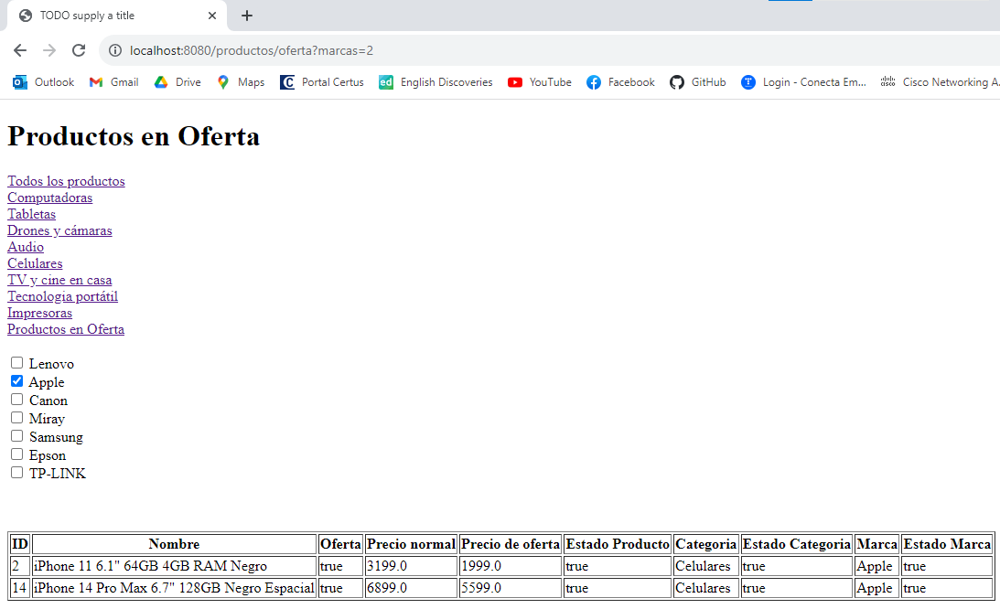 TODO supply a title
localhost:8080/productos/oferta?marcas=2
Outlook Gmail Drive Maps Portal Certus English Discoveries YouTube Facebook GitHub Login - Conecta Em... Cisco Networking A.
Productos en Oferta
Todos los productos
Computadoras
Tabletas
Drones y cámaras
Audio
Celulares
TV y cine en casa
Tecnologia portátil
Impresoras
Productos en Oferta
Lenovo
Apple
Canon
Miray
Samsung
Epson
TP-LINK
ID Nombre Oferta Precio normal Precio de oferta Estado Producto Categoria Estado Categoria Marca Estado Marca
2 iPhone 11 6.1" 64GB 4GB RAM Negro true 3199.0 1999.0 true Celulares true Apple true
14 iPhone 14 Pro Max 6.7" 128GB Negro Espacial true 6899.0 5599.0 true Celulares true Apple true